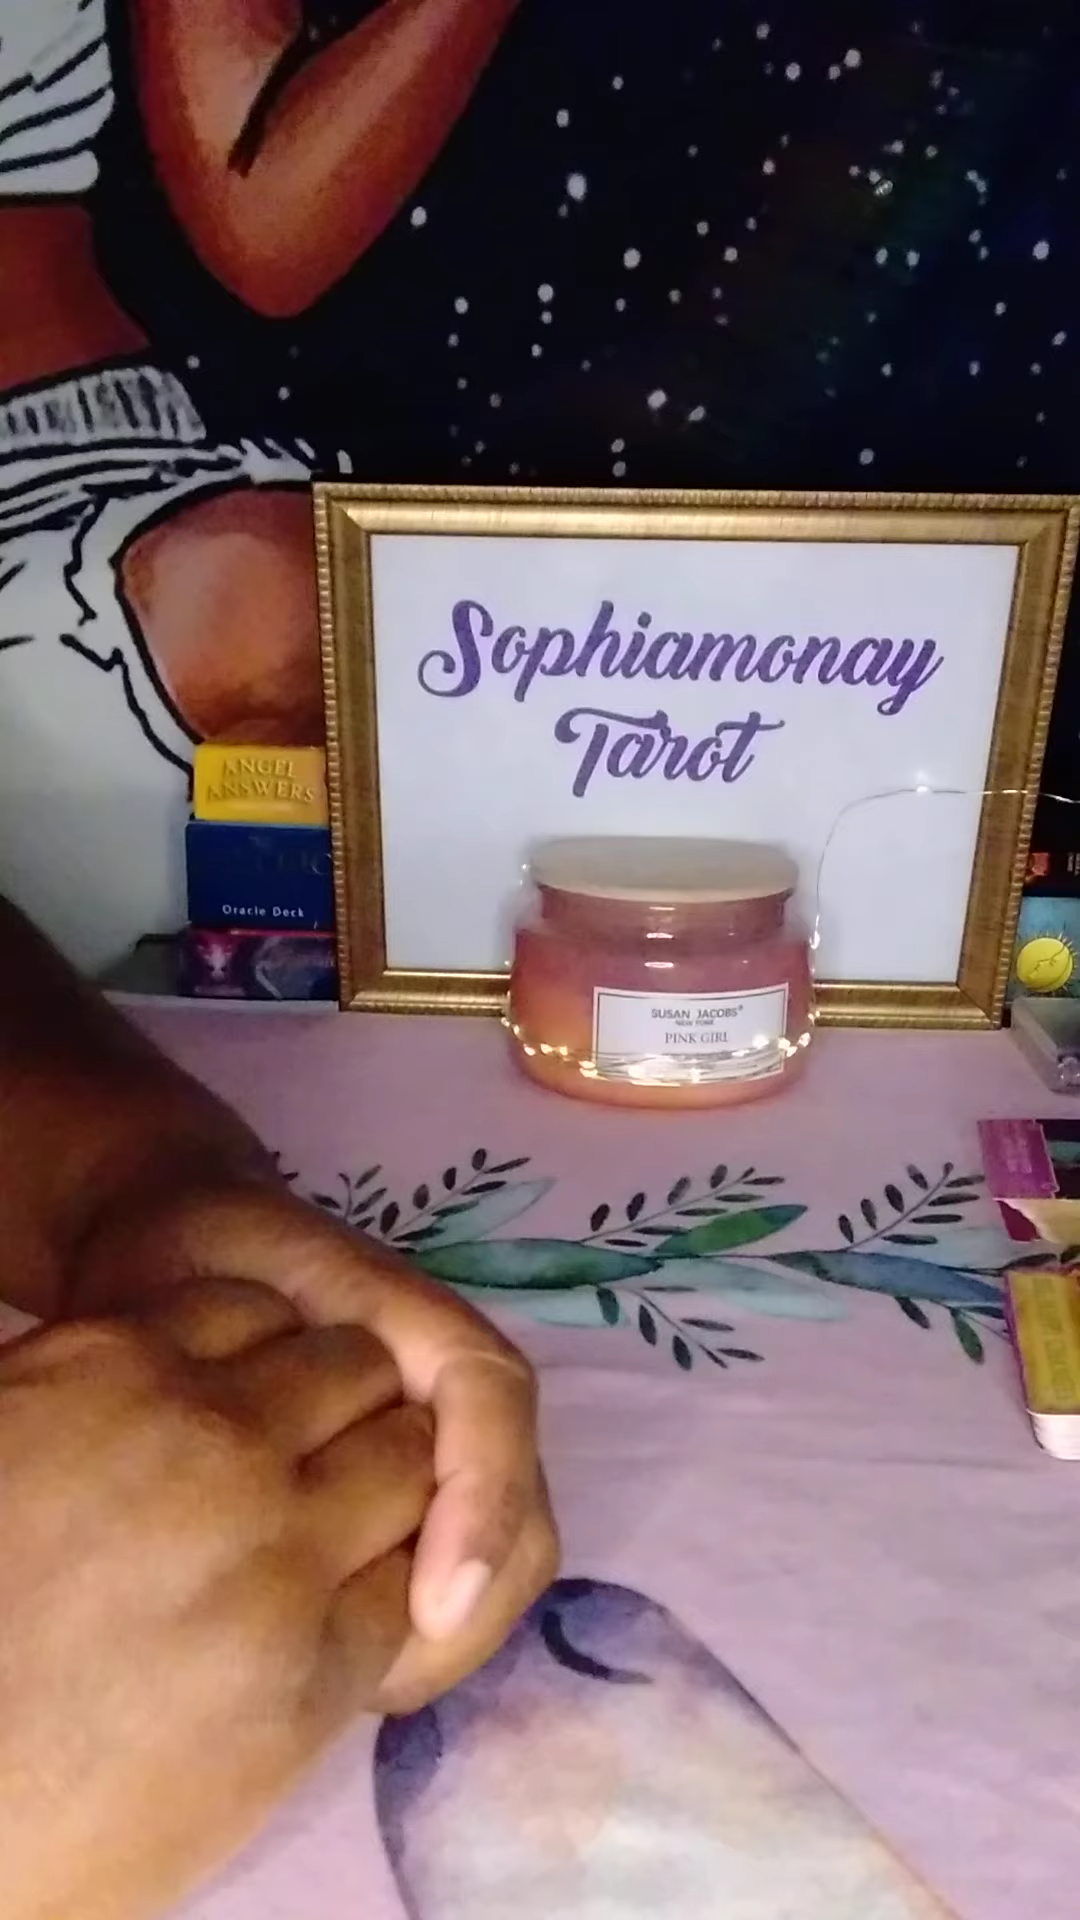 Sophiamonay
Tarot
ANGEL
ANSWERS
Oracle Deck
SUSAN JACOBS®
NEW YORK
PINK GIRL